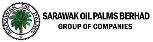 SARAWAK OIL PALMS BERHAD
GROUP OF COMPANIES